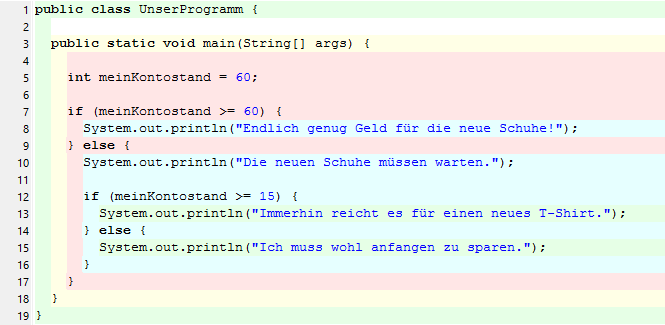 1 public class UnserProgramm {
2
3 public static void main(String[] args) {
4
5 int meinKontostand = 60;
6
7 if (meinKontostand >= 60) {
8 System.out.println("Endlich genug Geld für die neue Schuhe!");
9 } else {
10 System.out.println("Die neuen Schuhe müssen warten.");
11
12 if (meinKontostand >= 15) {
13 System.out.println("Immerhin reicht es für einen neues T-Shirt.");
14 } else {
15 System.out.println("Ich muss wohl anfangen zu sparen.");
16 }
17 }
18 }
19 }